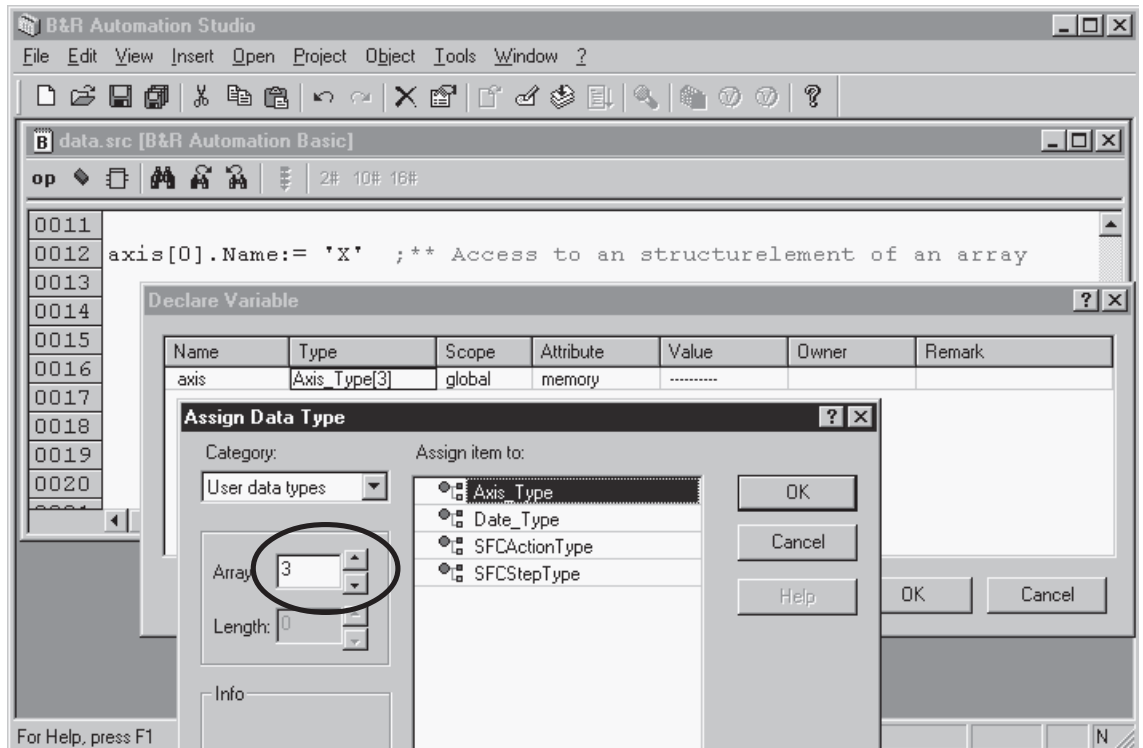 B&R Automation Studio
File Edit View Insert Open Project Object Tools Window ?
data.src [B&R Automation Basic]
op 2# 10# 16#
0011
0012 axis[0].Name:= 'X' ;** Access to an structurelement of an array
0013
0014
0015
0016
0017
0018
0019
0020
Declare Variable
Name Type Scope Attribute Value Owner Remark
axis Axis_Type[3] global memory ----------
Assign Data Type
Category: Assign item to:
User data types
Axis_Type
Date_Type
SFCActionType
SFCStepType
OK
Cancel
Help
Array 3
Length: 0
Info
OK Cancel
For Help, press F1
N